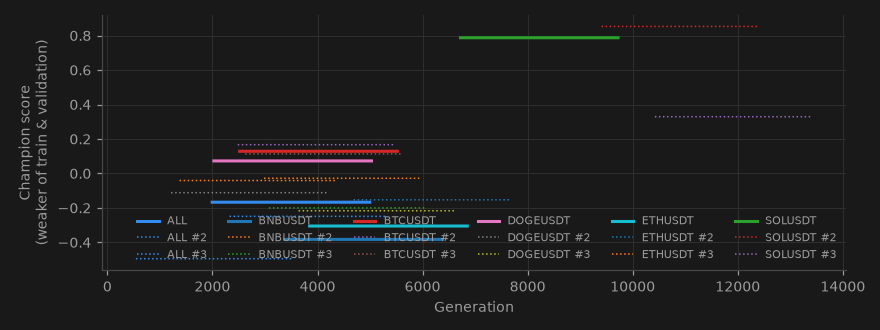 Champion score
(weaker of train & validation)
0.8
0.6
0.4
0.2
0.0
−0.2
−0.4
ALL BNBUSDT BTCUSDT DOGEUSDT ETHUSDT SOLUSDT
ALL #2 BNBUSDT #2 BTCUSDT #2 DOGEUSDT #2 ETHUSDT #2 SOLUSDT #2
ALL #3 BNBUSDT #3 BTCUSDT #3 DOGEUSDT #3 ETHUSDT #3 SOLUSDT #3
0 2000 4000 6000 8000 10000 12000 14000
Generation